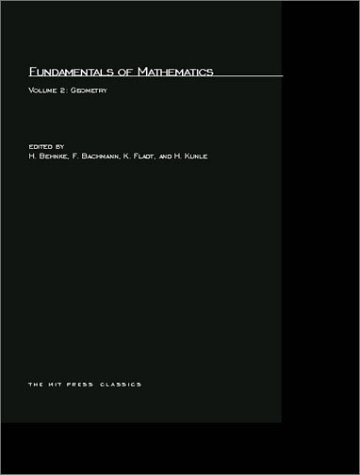 FUNDAMENTALS OF MATHEMATICS
VOLUME 2: GEOMETRY
EDITED BY
H. BEHNKE, F. BACHMANN, K. FLADT, AND H. KUNLE
THE MIT PRESS CLASSICS